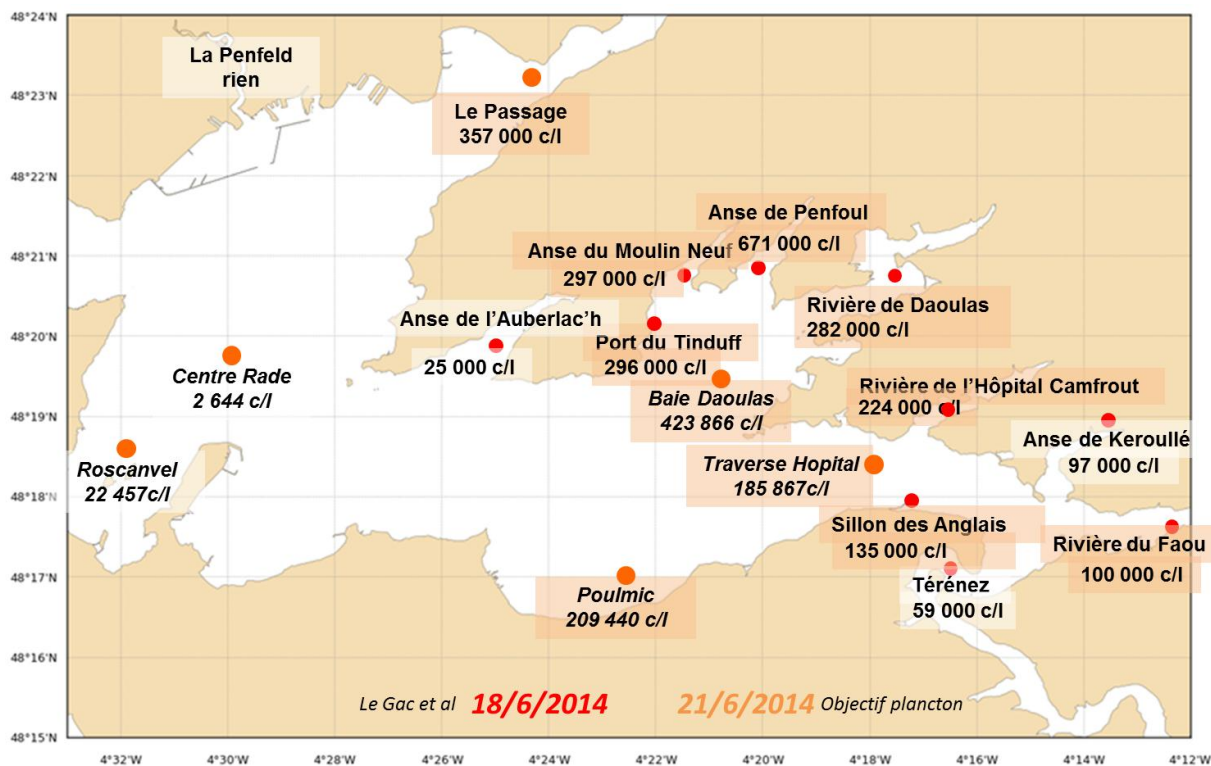 48°24'N
La Penfeld
rien
48°23'N
Le Passage
357 000 c/l
48°22'N
Anse de Penfoul
671 000 c/l
48°21'N
Anse du Moulin Neuf
297 000 c/l
Rivière de Daoulas
282 000 c/l
48°20'N
Anse de l’Auberlac’h
25 000 c/l
Port du Tinduff
296 000 c/l
Centre Rade
2 644 c/l
Baie Daoulas
423 866 c/l
Rivière de l’Hôpital Camfrout
224 000 c/l
48°19'N
Anse de Keroullé
97 000 c/l
Roscanvel
22 457c/l
Traverse Hopital
185 867c/l
48°18'N
Sillon des Anglais
135 000 c/l
Rivière du Faou
100 000 c/l
48°17'N
Térénez
59 000 c/l
Poulmic
209 440 c/l
48°16'N
Le Gac et al 18/6/2014 21/6/2014 Objectif plancton
48°15'N
4°32'W 4°30'W 4°28'W 4°26'W 4°24'W 4°22'W 4°20'W 4°18'W 4°16'W 4°14'W 4°12'W